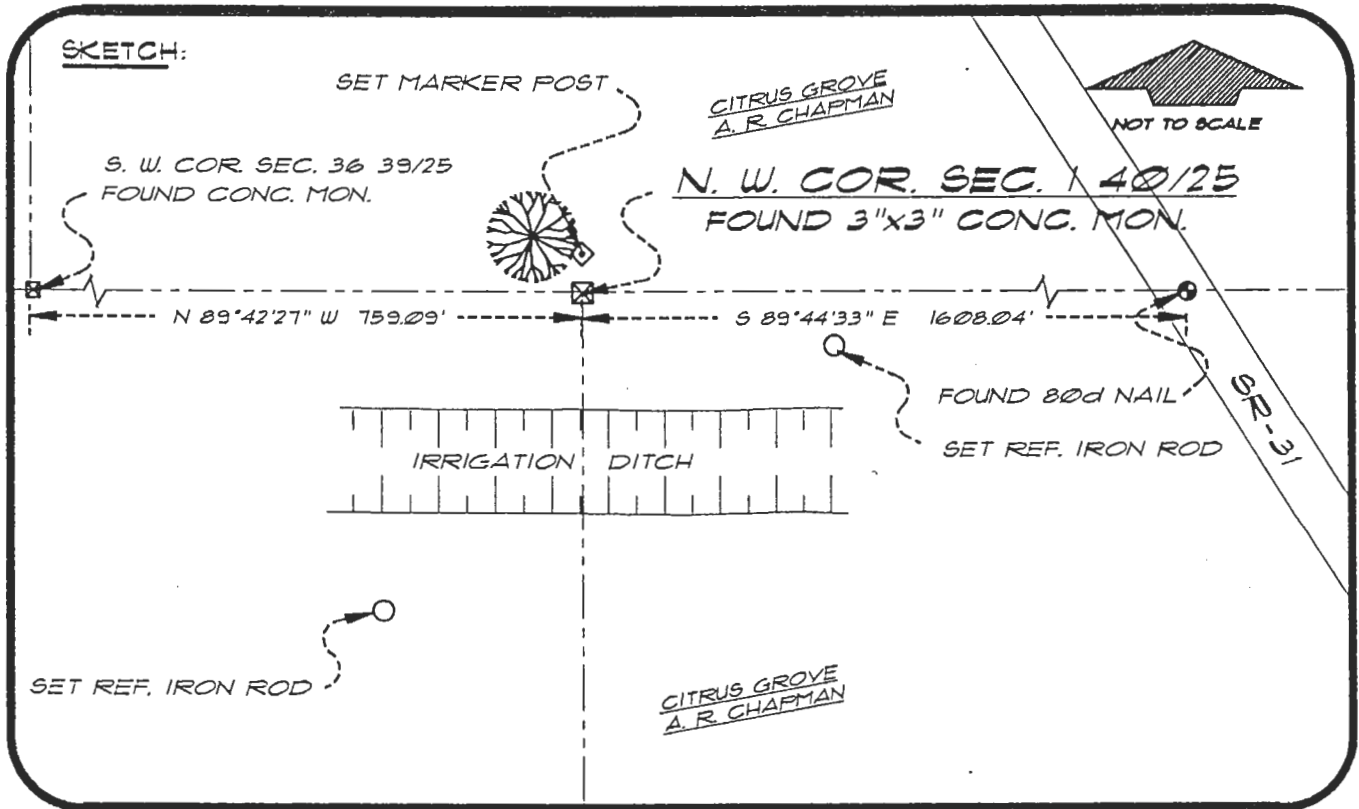 SKETCH:
SET MARKER POST
CITRUS GROVE
A. R. CHAPMAN
NOT TO SCALE
S. W. COR. SEC. 36 39/25
FOUND CONC. MON.
N. W. COR. SEC. 1 40/25
FOUND 3"x3" CONC. MON.
N 89°42'27" W 759.09'
S 89°44'33" E 1608.04'
FOUND 80d NAIL
SR-31
SET REF. IRON ROD
IRRIGATION DITCH
SET REF. IRON ROD
CITRUS GROVE
A. R. CHAPMAN